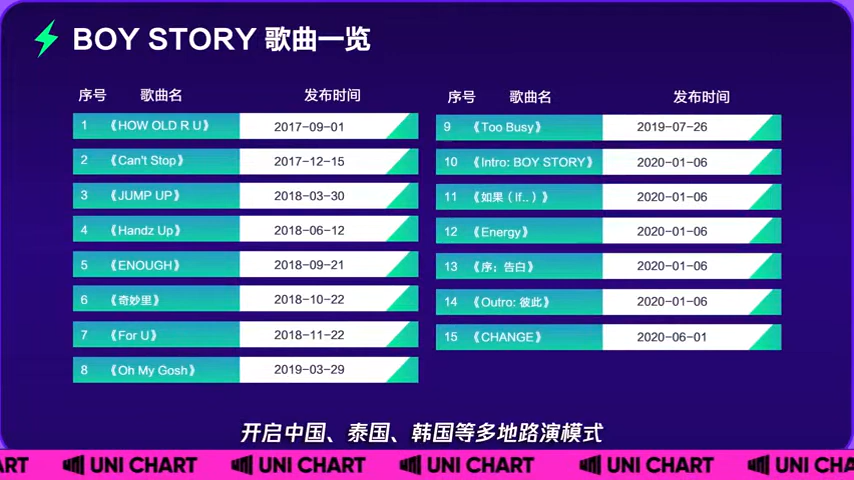 BOY STORY 歌曲一览
序号 歌曲名 发布时间
1 《HOW OLD R U》 2017-09-01
2 《Can't Stop》 2017-12-15
3 《JUMP UP》 2018-03-30
4 《Handz Up》 2018-06-12
5 《ENOUGH》 2018-09-21
6 《奇妙里》 2018-10-22
7 《For U》 2018-11-22
8 《Oh My Gosh》 2019-03-29
序号 歌曲名 发布时间
9 《Too Busy》 2019-07-26
10 《Intro: BOY STORY》 2020-01-06
11 《如果（If..）》 2020-01-06
12 《Energy》 2020-01-06
13 《序；告白》 2020-01-06
14 《Outro: 彼此》 2020-01-06
15 《CHANGE》 2020-06-01
开启中国、泰国、韩国等多地路演模式
ART UNI CHART UNI CHART UNI CHART UNI CHART UNI CHA